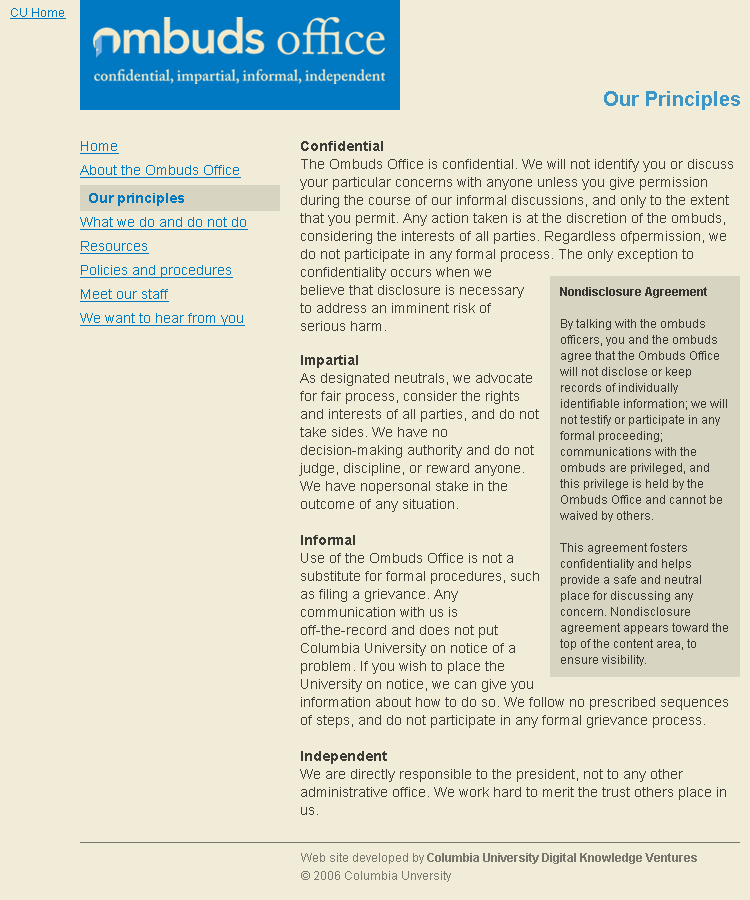 CU Home
ombuds office
confidential, impartial, informal, independent
Our Principles
Home
About the Ombuds Office
Our principles
What we do and do not do
Resources
Policies and procedures
Meet our staff
We want to hear from you
Confidential
The Ombuds Office is confidential. We will not identify you or discuss
your particular concerns with anyone unless you give permission
during the course of our informal discussions, and only to the extent
that you permit. Any action taken is at the discretion of the ombuds,
considering the interests of all parties. Regardless ofpermission, we
do not participate in any formal process. The only exception to
confidentiality occurs when we
believe that disclosure is necessary
to address an imminent risk of
serious harm.
Impartial
As designated neutrals, we advocate
for fair process, consider the rights
and interests of all parties, and do not
take sides. We have no
decision-making authority and do not
judge, discipline, or reward anyone.
We have nopersonal stake in the
outcome of any situation.
Informal
Use of the Ombuds Office is not a
substitute for formal procedures, such
as filing a grievance. Any
communication with us is
off-the-record and does not put
Columbia University on notice of a
problem. If you wish to place the
University on notice, we can give you
information about how to do so. We follow no prescribed sequences
of steps, and do not participate in any formal grievance process.
Independent
We are directly responsible to the president, not to any other
administrative office. We work hard to merit the trust others place in
us.
Nondisclosure Agreement
By talking with the ombuds
officers, you and the ombuds
agree that the Ombuds Office
will not disclose or keep
records of individually
identifiable information; we will
not testify or participate in any
formal proceeding;
communications with the
ombuds are privileged, and
this privilege is held by the
Ombuds Office and cannot be
waived by others.
This agreement fosters
confidentiality and helps
provide a safe and neutral
place for discussing any
concern. Nondisclosure
agreement appears toward the
top of the content area, to
ensure visibility.
Web site developed by Columbia Univeristy Digital Knowledge Ventures
© 2006 Columbia Unversity